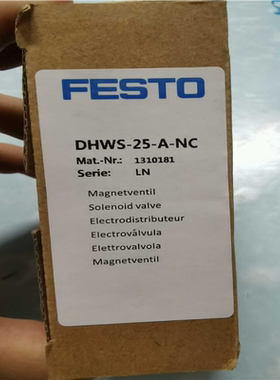 FESTO
DHWS-25-A-NC
Mat.-Nr.: 1310181
Serie: LN
Magnetventil
Solenoid valve
Electrodistributeur
Electroválvula
Elettrovalvola
Magnetventil